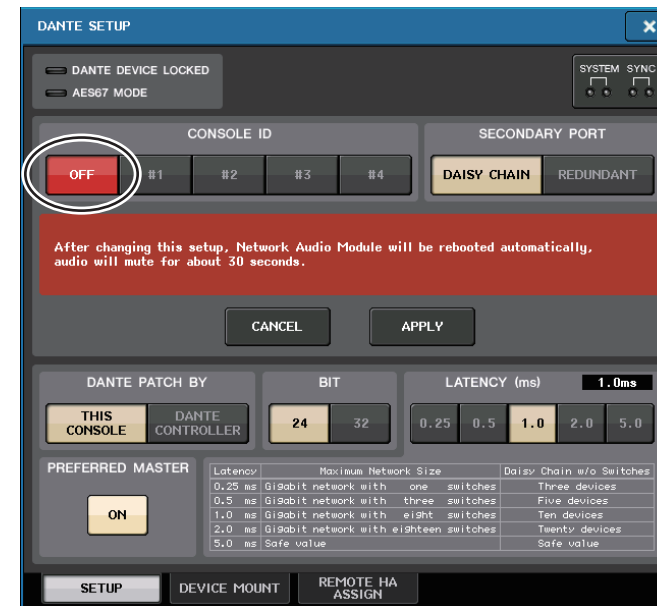 DANTE SETUP
DANTE DEVICE LOCKED
AES67 MODE
SYSTEM SYNC
CONSOLE ID
SECONDARY PORT
OFF #1 #2 #3 #4 DAISY CHAIN REDUNDANT
After changing this setup, Network Audio Module will be rebooted automatically,
audio will mute for about 30 seconds.
CANCEL APPLY
DANTE PATCH BY BIT LATENCY (ms) 1.0ms
THIS CONSOLE DANTE CONTROLLER 24 32 0.25 0.5 1.0 2.0 5.0
PREFERRED MASTER
ON
Latency Maximum Network Size Daisy Chain w/o Switches
0.25 ms Gigabit network with one switches Three devices
0.5 ms Gigabit network with three switches Five devices
1.0 ms Gigabit network with eight switches Ten devices
2.0 ms Gigabit network with eighteen switches Twenty devices
5.0 ms Safe value Safe value
SETUP DEVICE MOUNT REMOTE HA ASSIGN